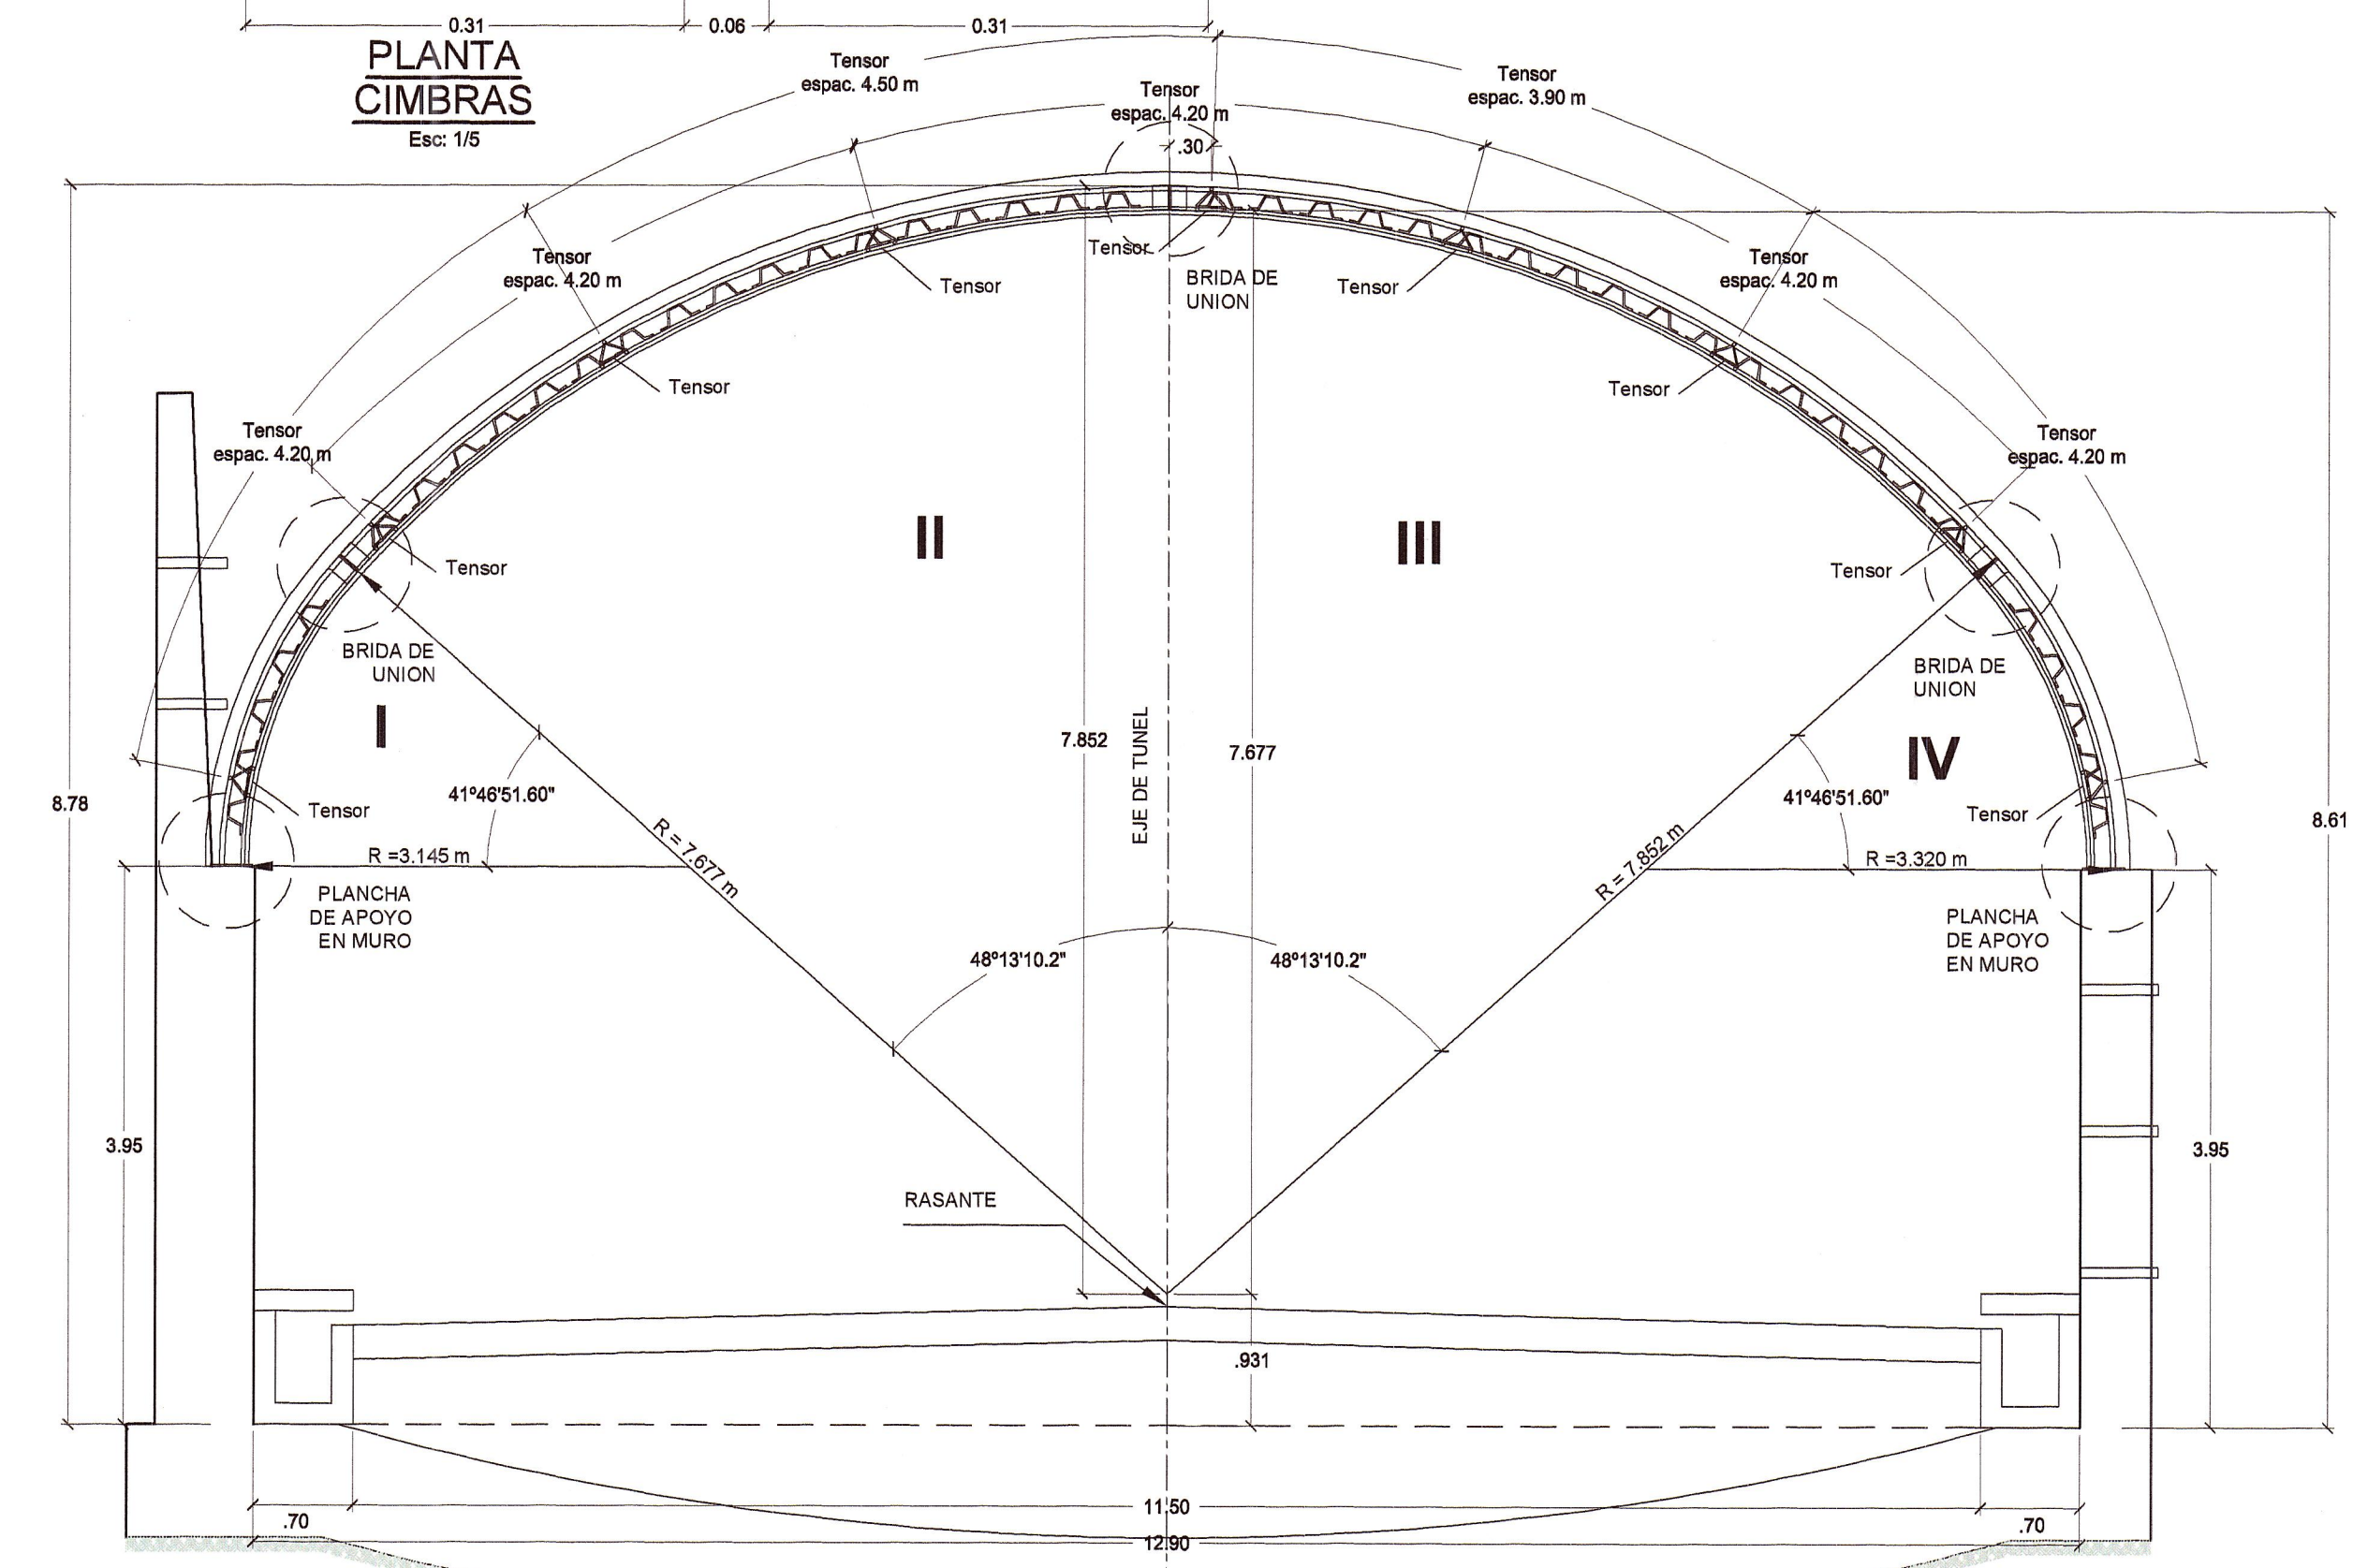 0.31
0.06
0.31
PLANTA
CIMBRAS
Esc: 1/5
Tensor
espac. 4.50 m
Tensor
espac. 4.20 m
Tensor
espac. 3.90 m
.30
Tensor
espac. 4.20 m
Tensor
BRIDA DE
UNION
Tensor
Tensor
Tensor
espac. 4.20 m
Tensor
Tensor
Tensor
espac. 4.20 m
Tensor
espac. 4.20 m
II
III
Tensor
Tensor
BRIDA DE
UNION
BRIDA DE
UNION
I
IV
7.852
EJE DE TUNEL
7.677
8.78
41º46'51.60"
41º46'51.60"
8.61
Tensor
Tensor
R =3.145 m
R = 7.677 m
R = 7.852 m
R =3.320 m
PLANCHA
DE APOYO
EN MURO
PLANCHA
DE APOYO
EN MURO
48º13'10.2"
48º13'10.2"
3.95
3.95
RASANTE
.931
.70
11.50
.70
12.90